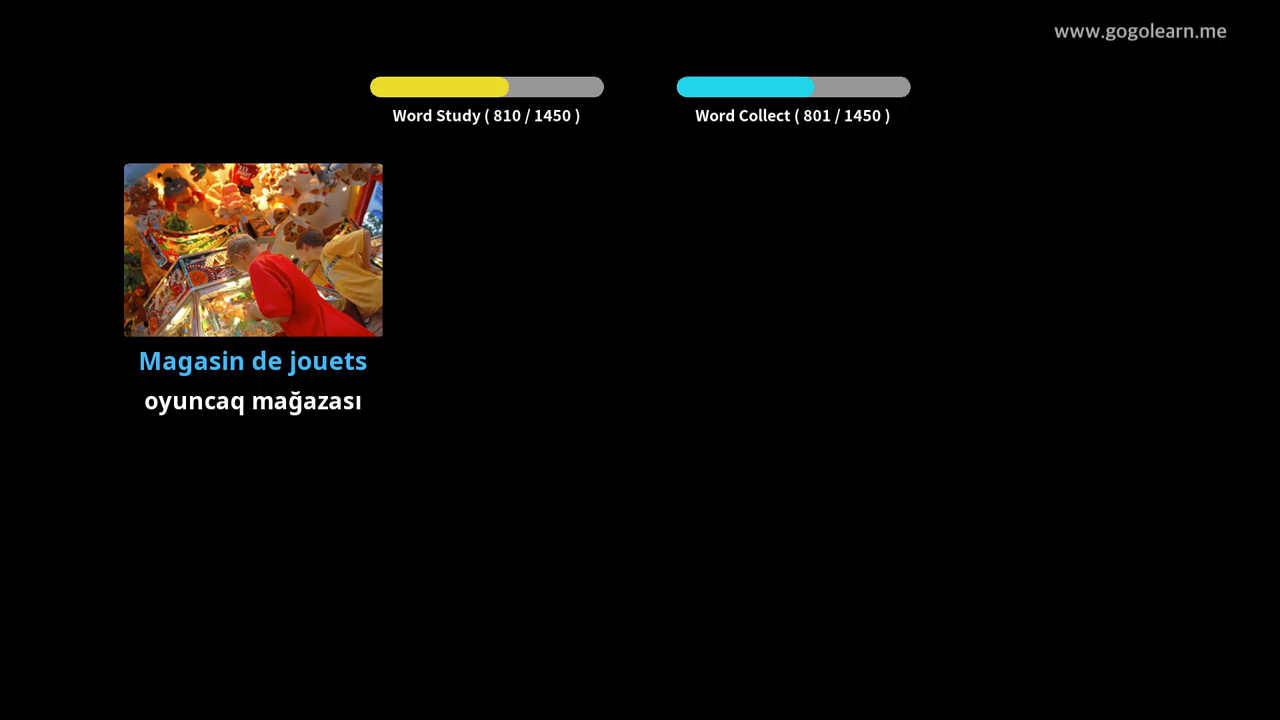 www.gogolearn.me
Word Study ( 810 / 1450 )
Word Collect ( 801 / 1450 )
Magasin de jouets
oyuncaq mağazası